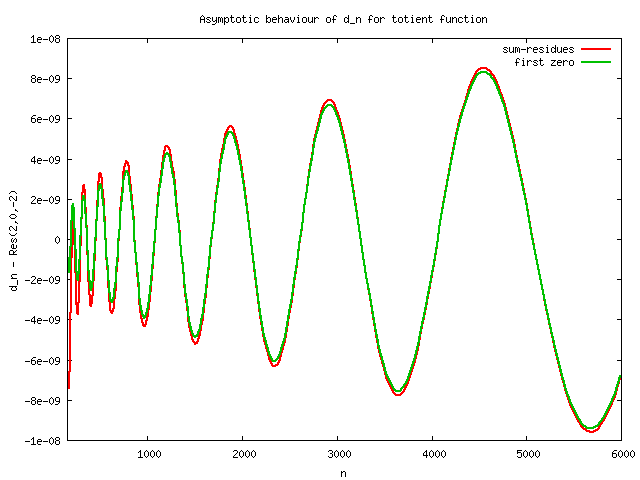 Asymptotic behaviour of d_n for totient function
1e-08
8e-09
6e-09
4e-09
2e-09
0
-2e-09
-4e-09
-6e-09
-8e-09
-1e-08
d_n - Res(2,0,-2)
sum-residues
first zero
1000
2000
3000
4000
5000
6000
n